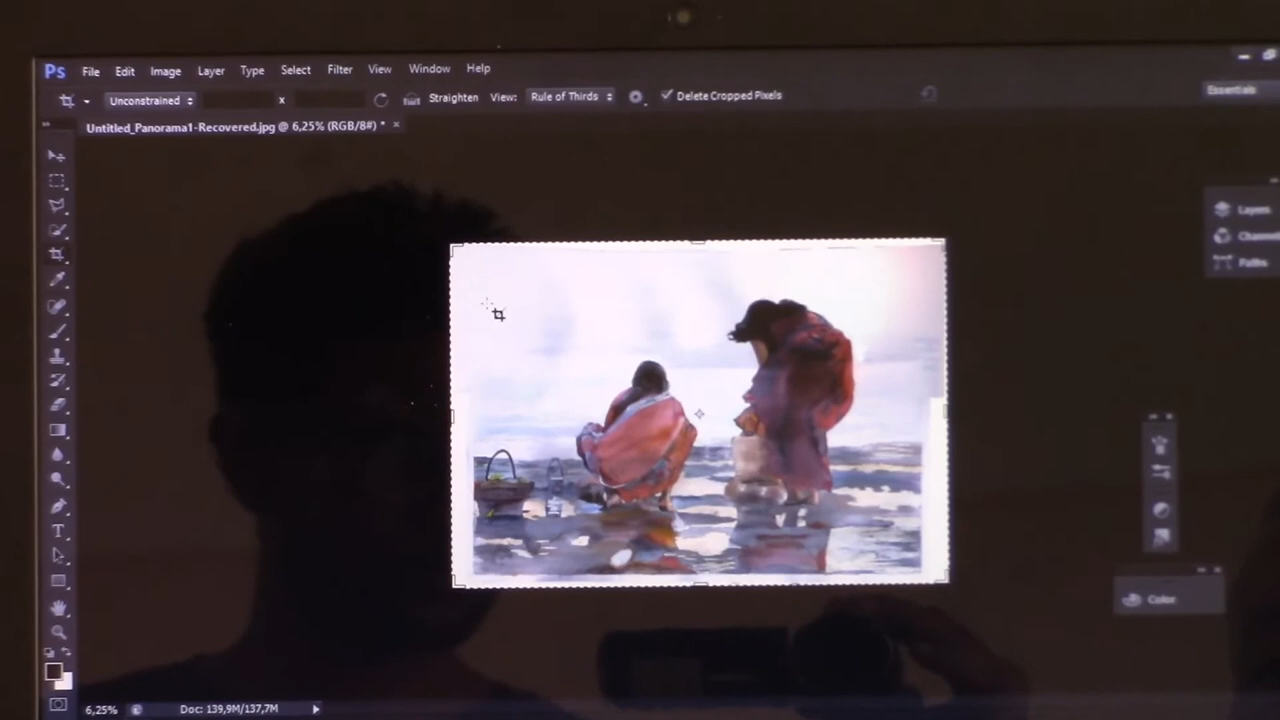 Ps File Edit Image Layer Type Select Filter View Window Help
Unconstrained x Straighten View: Rule of Thirds Delete Cropped Pixels Essentials
Untitled_Panorama1-Recovered.jpg @ 6,25% (RGB/8#) * ×
Layers
Paths
T
Color
6,25% Doc: 139,9M/137,7M